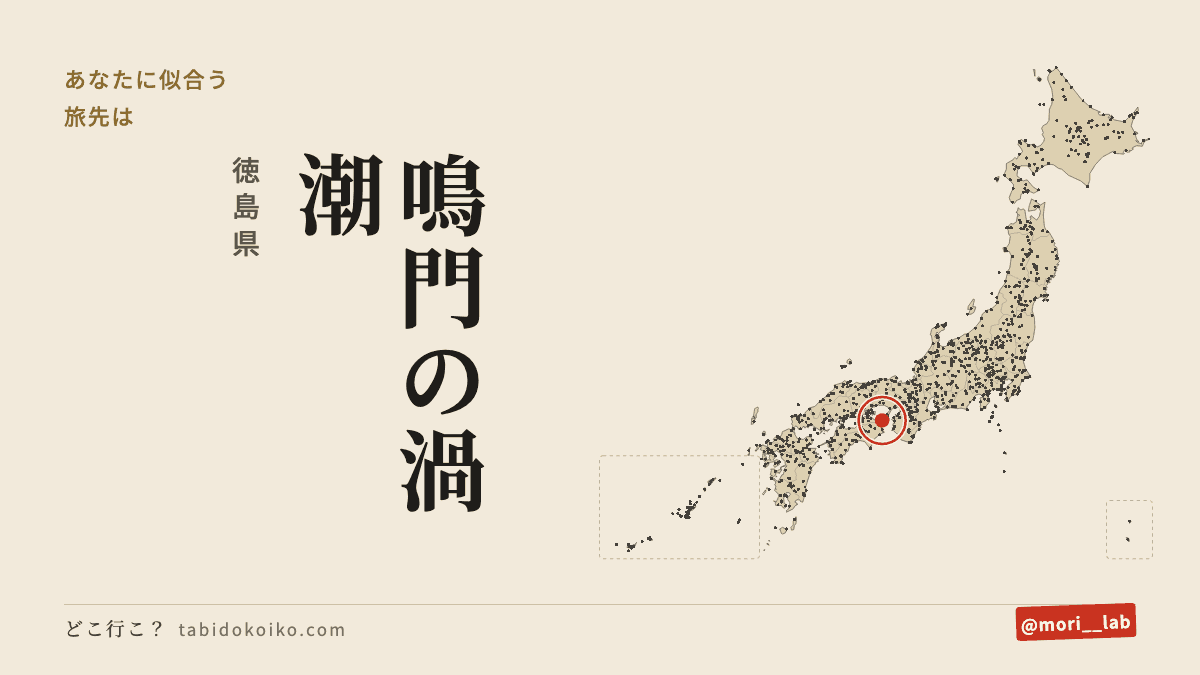 あなたに似合う
旅先は
鳴門の渦
潮
徳島県
どこ行こ？ tabidokoiko.com
@mori__lab